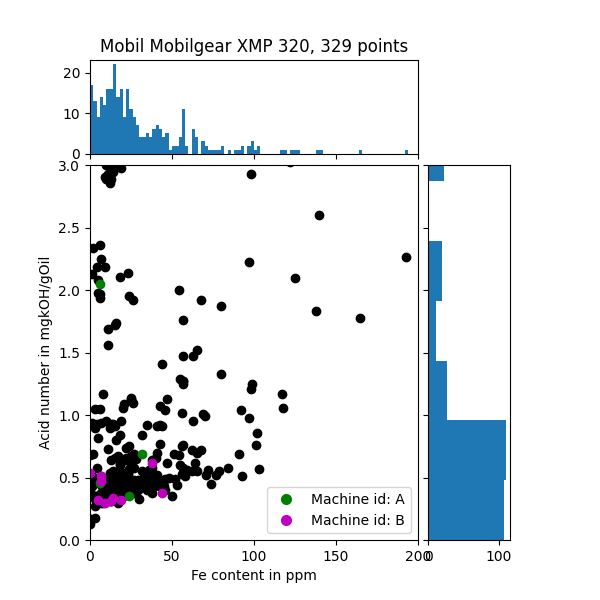 Mobil Mobilgear XMP 320, 329 points
20
10
0
3.0
2.5
2.0
1.5
1.0
0.5
0.0
Acid number in mgkOH/gOil
Machine id: A
Machine id: B
0 50 100 150 200 0 100
Fe content in ppm